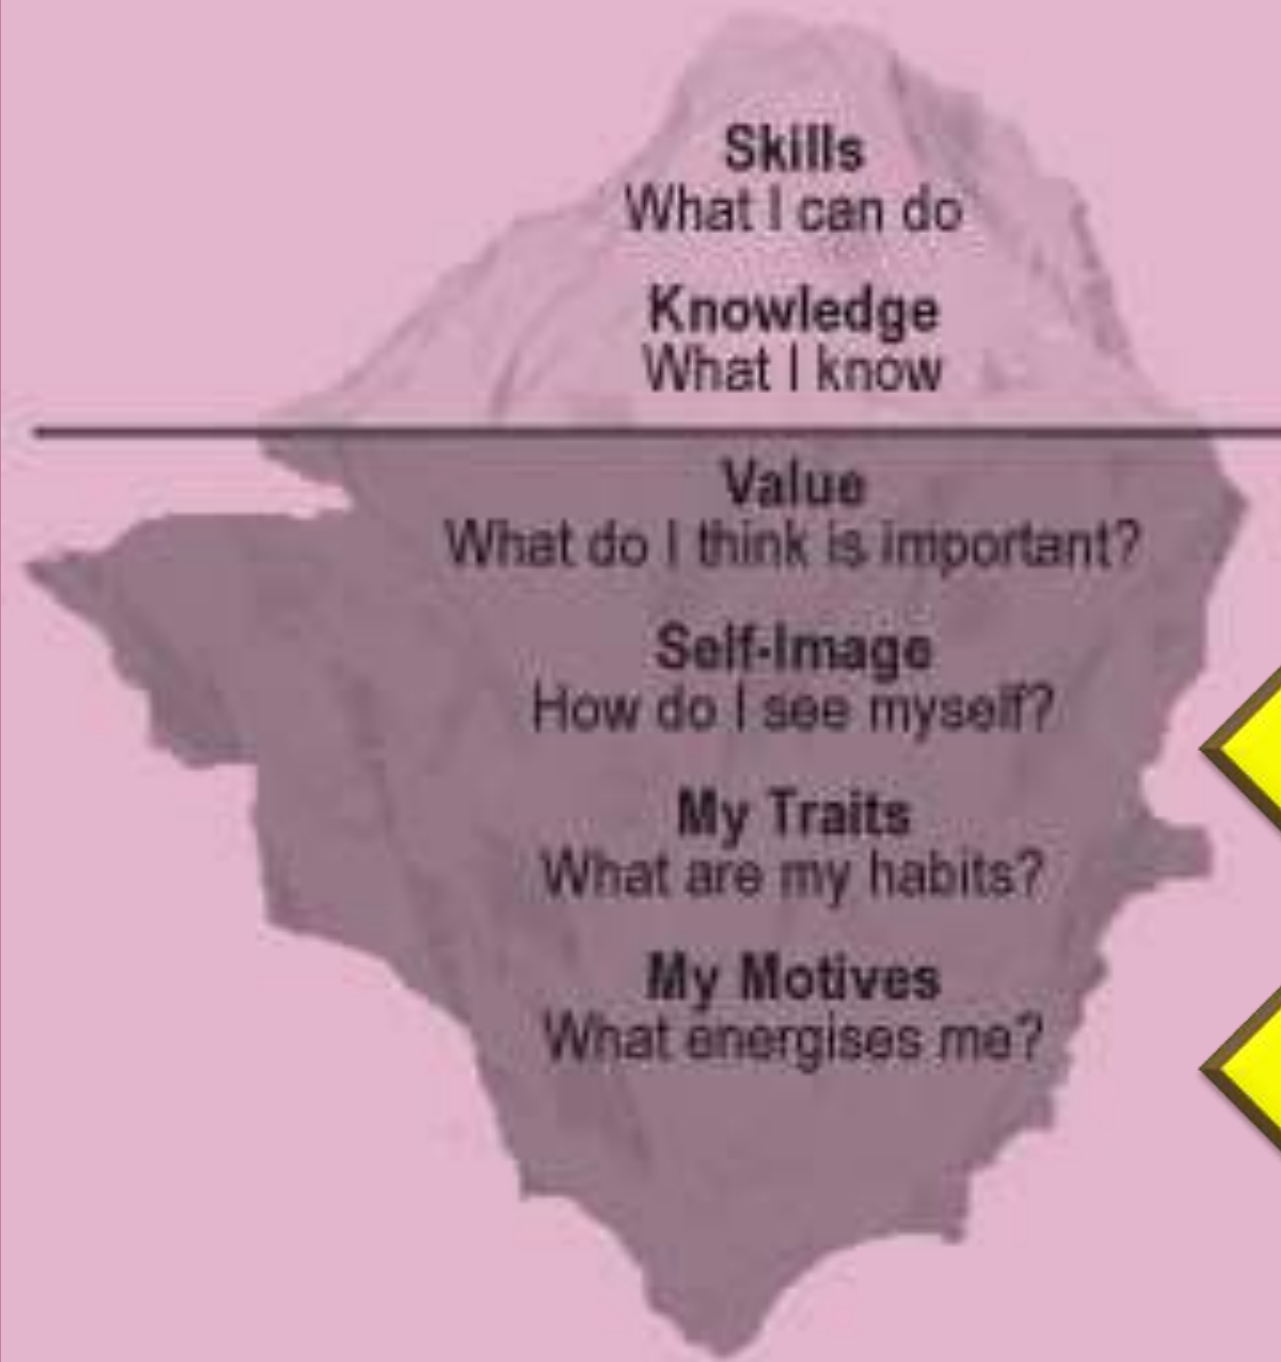 Skills
What I can do
Knowledge
What I know
Value
What do I think is important?
Self-Image
How do I see myself?
My Traits
What are my habits?
My Motives
What energises me?